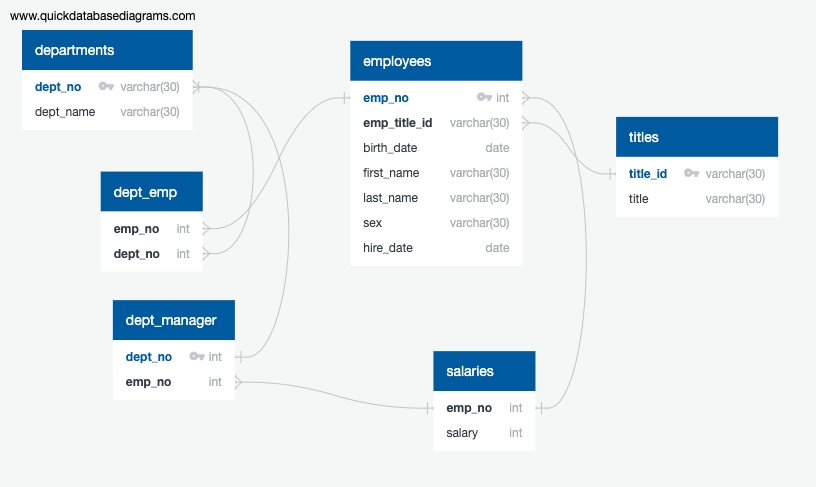 www.quickdatabasediagrams.com
departments
dept_no varchar(30)
dept_name varchar(30)
employees
emp_no int
emp_title_id varchar(30)
birth_date date
first_name varchar(30)
last_name varchar(30)
sex varchar(30)
hire_date date
titles
title_id varchar(30)
title varchar(30)
dept_emp
emp_no int
dept_no int
dept_manager
dept_no int
emp_no int
salaries
emp_no int
salary int